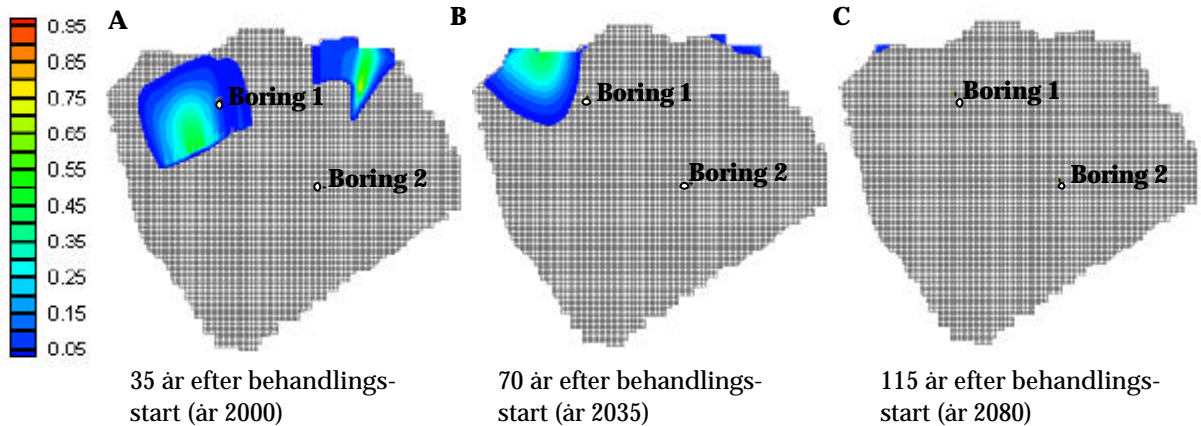 0.95
0.85
0.75
0.65
0.55
0.45
0.35
0.25
0.15
0.05
A
Boring 1
Boring 2
35 år efter behandlings-
start (år 2000)
B
Boring 1
Boring 2
70 år efter behandlings-
start (år 2035)
C
Boring 1
Boring 2
115 år efter behandlings-
start (år 2080)